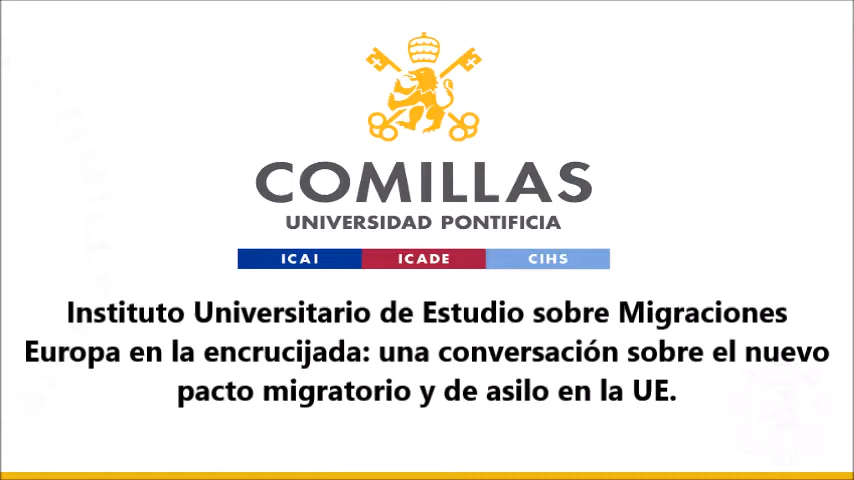 COMILLAS
UNIVERSIDAD PONTIFICIA
ICAI ICADE CIHS
Instituto Universitario de Estudio sobre Migraciones
Europa en la encrucijada: una conversación sobre el nuevo
pacto migratorio y de asilo en la UE.